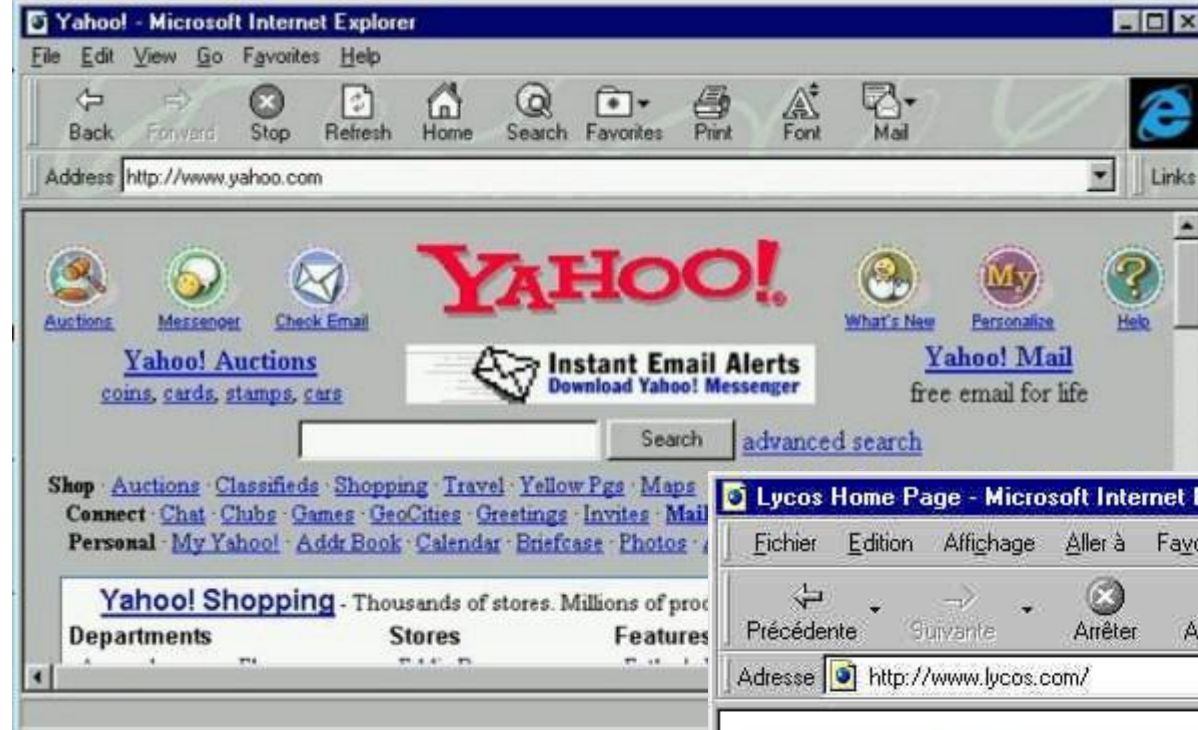 Yahoo! - Microsoft Internet Explorer
File Edit View Go Favorites Help
Back Forward Stop Refresh Home Search Favorites Print Font Mail
Address http://www.yahoo.com Links
YAHOO!
Auctions Messenger Check Email What's New My Personalize Help
Yahoo! Auctions
coins, cards, stamps, cars
Instant Email Alerts
Download Yahoo! Messenger
Yahoo! Mail
free email for life
Search advanced search
Shop · Auctions · Classifieds · Shopping · Travel · Yellow Pgs · Maps
Connect · Chat · Clubs · Games · GeoCities · Greetings · Invites · Mail
Personal · My Yahoo! · Addr Book · Calendar · Briefcase · Photos ·
Yahoo! Shopping - Thousands of stores. Millions of
Departments Stores Features
Lycos Home Page - Microsoft Internet
Fichier Edition Affichage Aller à
Précédente Suivante Arrêter
Adresse http://www.lycos.com/